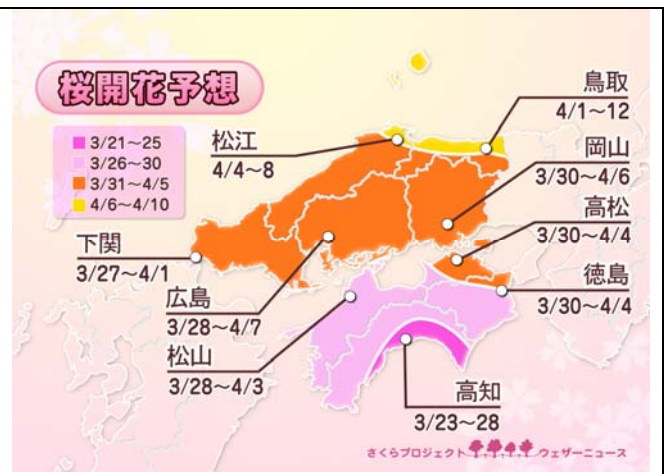 桜開花予想
3/21～25
3/26～30
3/31～4/5
4/6～4/10
松江
4/4～8
鳥取
4/1～12
岡山
3/30～4/6
高松
3/30～4/4
徳島
3/30～4/4
下関
3/27～4/1
広島
3/28～4/7
松山
3/28～4/3
高知
3/23～28
さくらプロジェクト ウェザーニュース